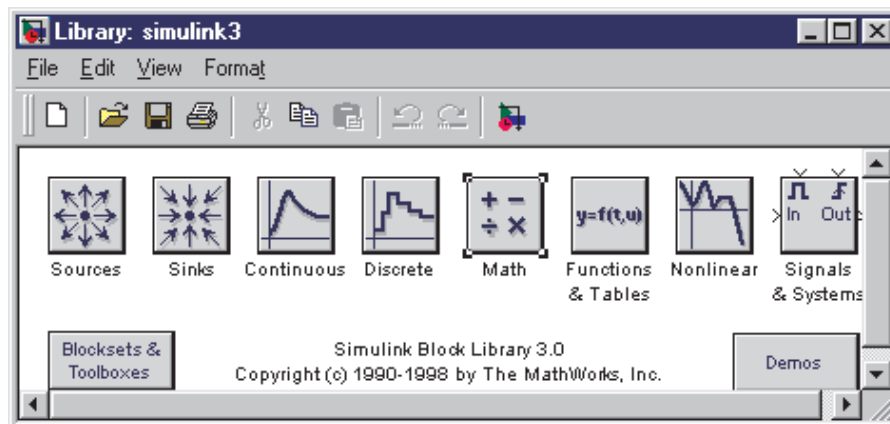 Library: simulink3
File Edit View Format
y=f(t,u)
In Out
Sources Sinks Continuous Discrete Math Functions & Tables Nonlinear Signals & Systems
Blocksets & Toolboxes
Simulink Block Library 3.0
Copyright (c) 1990-1998 by The MathWorks, Inc.
Demos